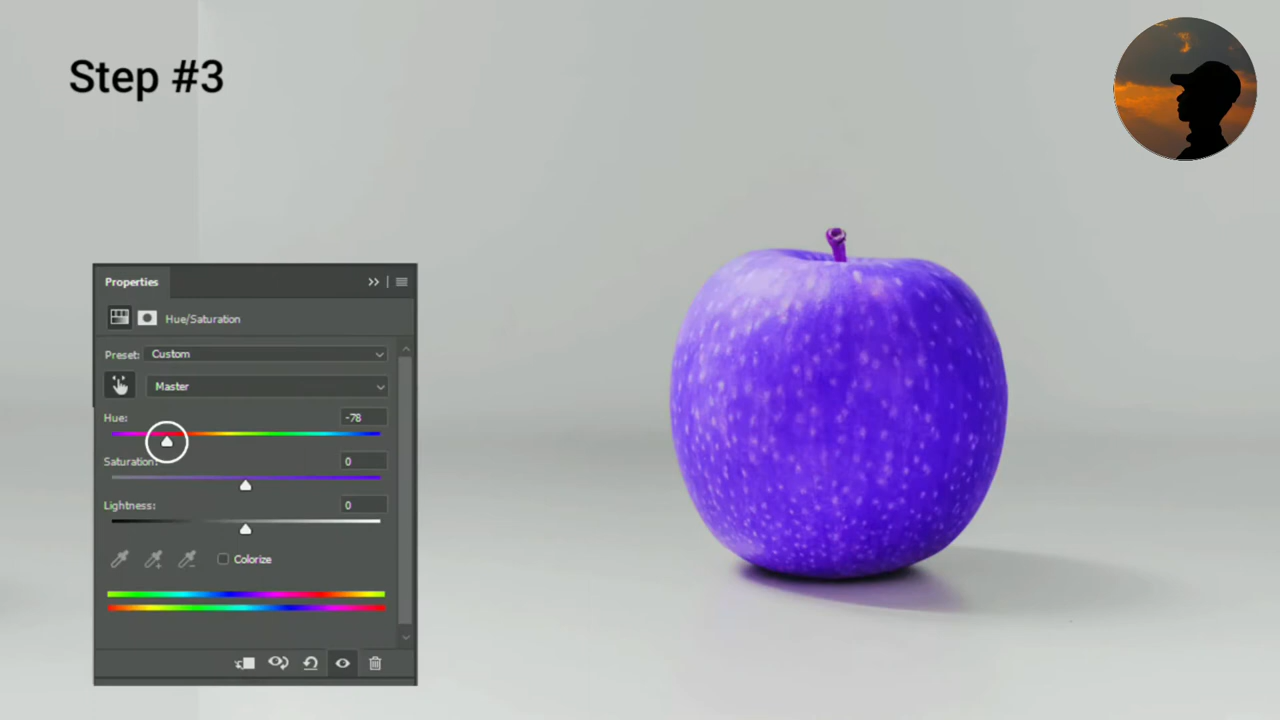 Step #3
Properties
Hue/Saturation
Preset: Custom
Master
Hue: -78
Saturation: 0
Lightness: 0
Colorize